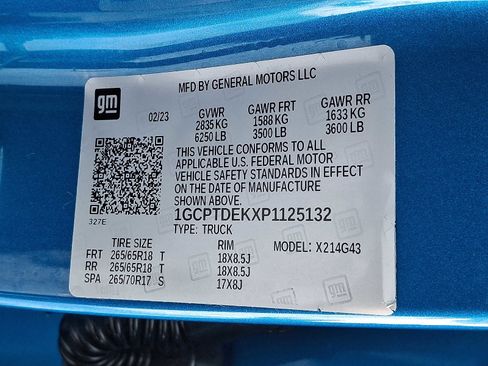 MFD BY GENERAL MOTORS LLC
gm
02/23 GVWR GAWR FRT GAWR RR
2835 KG 1588 KG 1633 KG
6250 LB 3500 LB 3600 LB
THIS VEHICLE CONFORMS TO ALL
APPLICABLE U.S. FEDERAL MOTOR
VEHICLE SAFETY STANDARDS IN EFFECT
ON THE DATE OF MANUFACTURE
SHOWN ABOVE.
327E
1GCPTDEKXP1125132
TYPE: TRUCK
TIRE SIZE RIM MODEL: X214G43
FRT 265/65R18 T 18X8.5J
RR 265/65R18 T 18X8.5J
SPA 265/70R17 S 17X8J